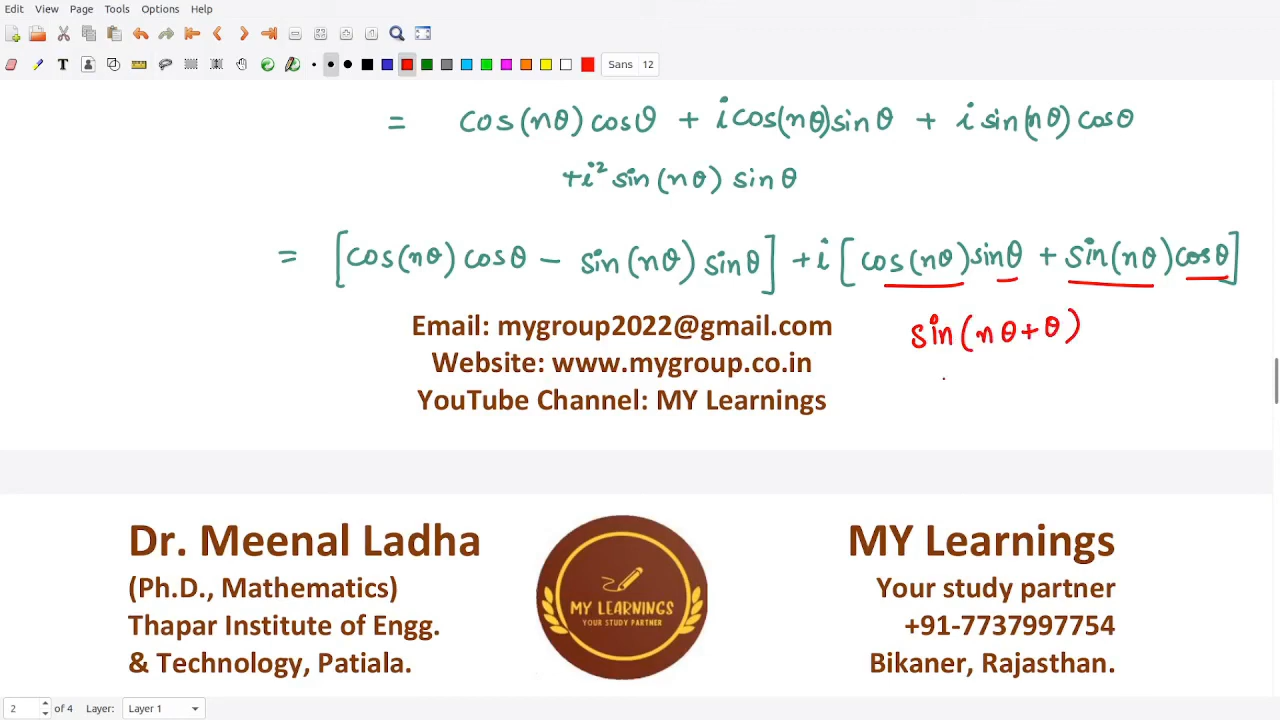 Edit View Page Tools Options Help
Sans 12
= cos(nθ) cosθ + i cos(nθ) sinθ + i sin(nθ) cosθ
+ i² sin(nθ) sinθ
= [cos(nθ) cosθ − sin(nθ) sinθ] + i [cos(nθ) sinθ + sin(nθ) cosθ]
sin(nθ+θ)
Email: mygroup2022@gmail.com
Website: www.mygroup.co.in
YouTube Channel: MY Learnings
Dr. Meenal Ladha
(Ph.D., Mathematics)
Thapar Institute of Engg.
& Technology, Patiala.
MY LEARNINGS
YOUR STUDY PARTNER
MY Learnings
Your study partner
+91-7737997754
Bikaner, Rajasthan.
2 of 4 Layer: Layer 1